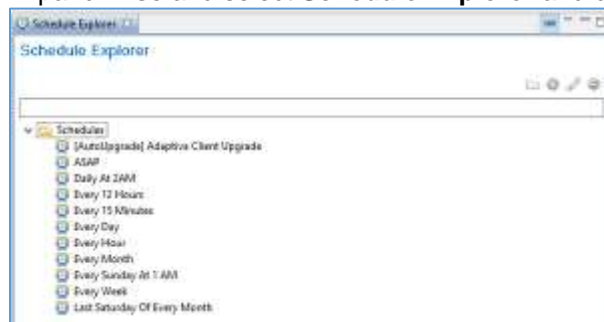 Schedule Explorer
Schedule Explorer
Schedules
[AutoUpgrade] Adaptive Client Upgrade
ASAP
Daily At 2AM
Every 12 Hours
Every 15 Minutes
Every Day
Every Hour
Every Month
Every Sunday At 1 AM
Every Week
Last Saturday Of Every Month